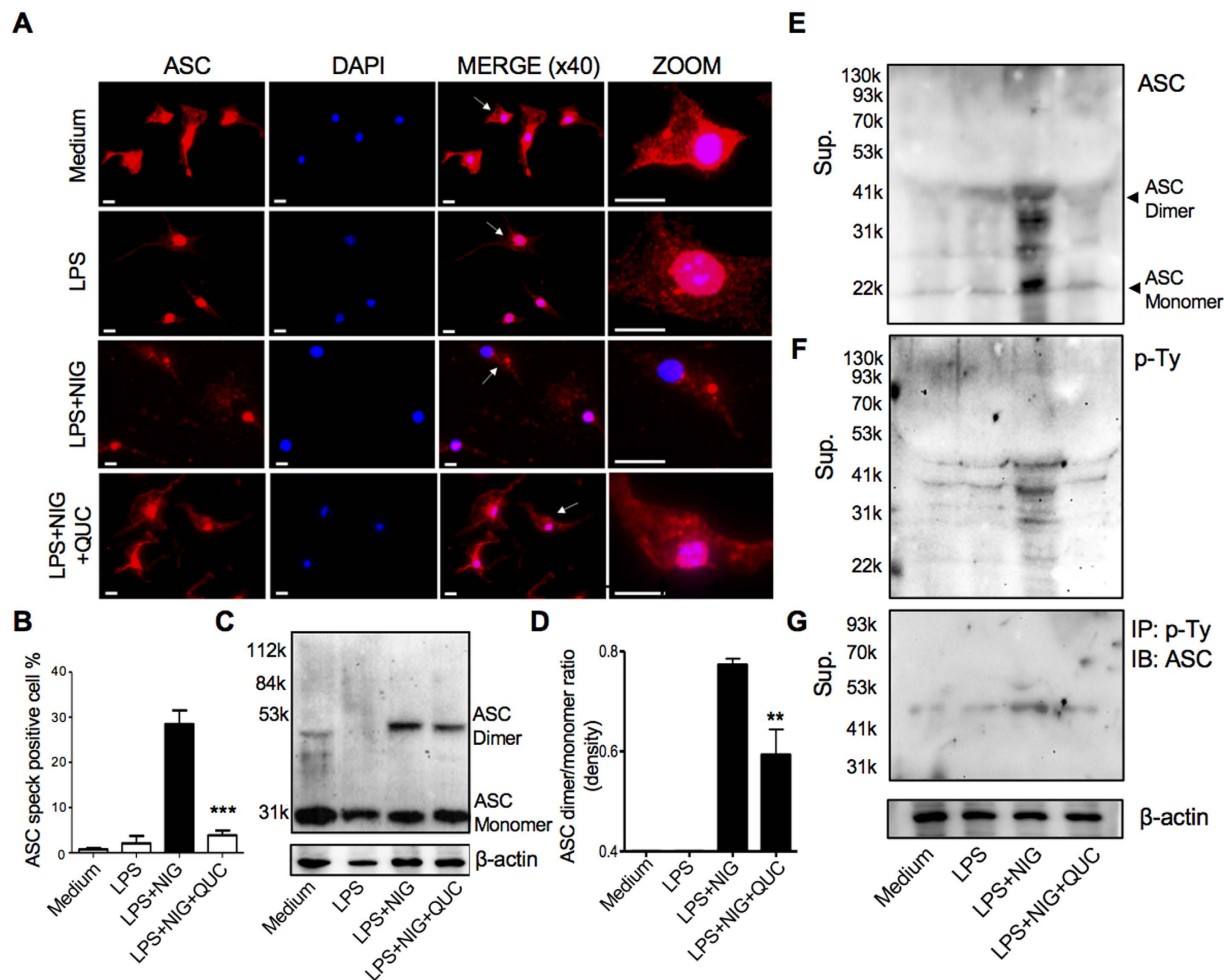 A
ASC
DAPI
MERGE (x40)
ZOOM
Medium
LPS
LPS+NIG
LPS+NIG
+QUC
B
ASC speck positive cell %
40
30
20
10
0
***
Medium
LPS
LPS+NIG
LPS+NIG+QUC
C
112k
84k
53k
31k
ASC
Dimer
ASC
Monomer
β-actin
Medium
LPS
LPS+NIG
LPS+NIG+QUC
D
ASC dimer/monomer ratio
(density)
0.8
0.6
0.4
**
Medium
LPS
LPS+NIG
LPS+NIG+QUC
E
Sup.
130k
93k
70k
53k
41k
31k
22k
ASC
ASC
Dimer
ASC
Monomer
F
Sup.
130k
93k
70k
53k
41k
31k
22k
p-Ty
G
Sup.
93k
70k
53k
41k
31k
IP: p-Ty
IB: ASC
β-actin
Medium
LPS
LPS+NIG
LPS+NIG+QUC